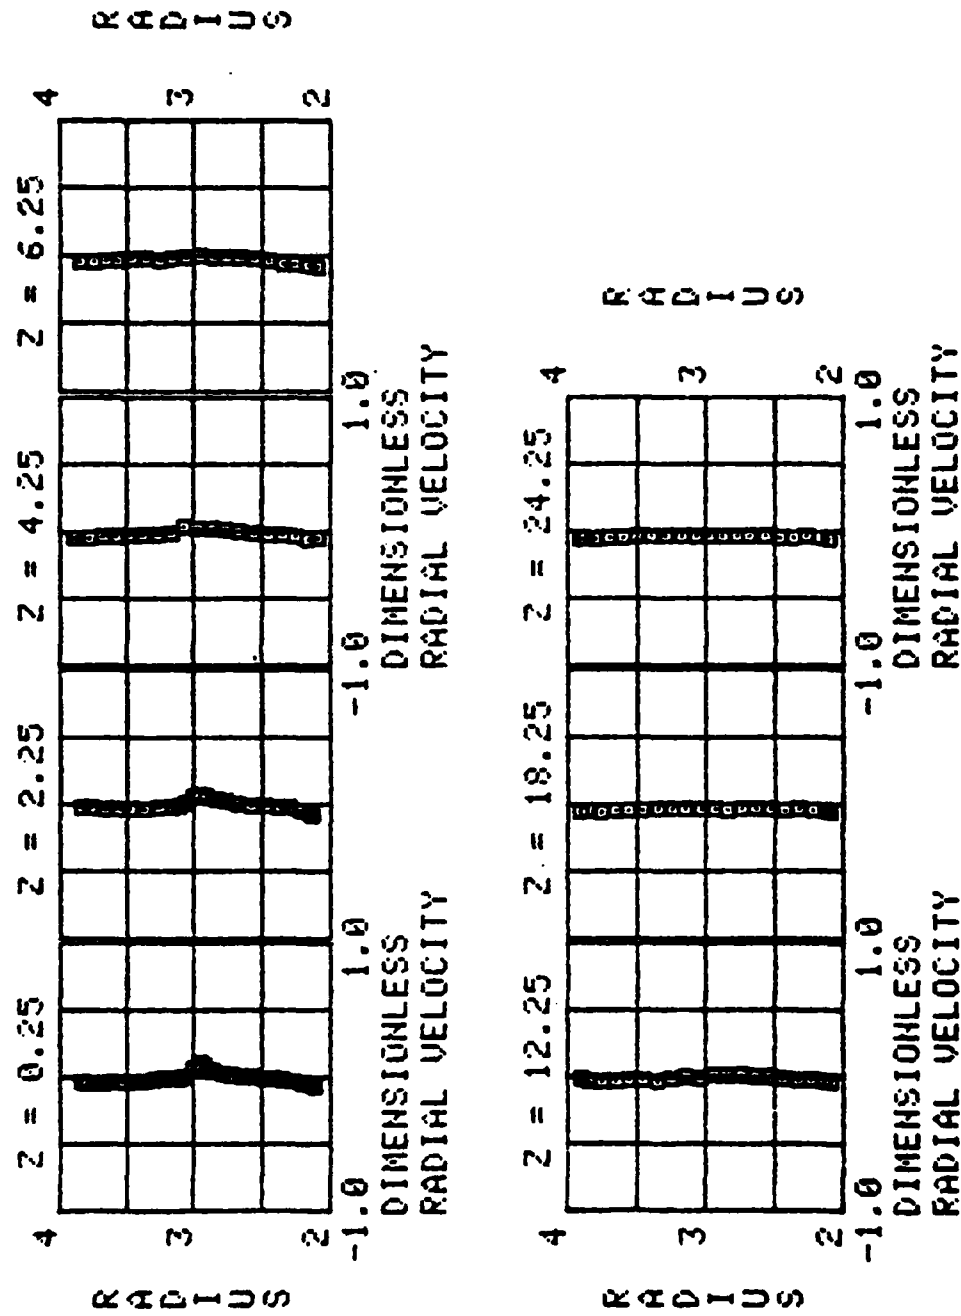 Z = 0.25 Z = 2.25 Z = 4.25 Z = 6.25
4 4
RADIUS 3 3 RADIUS
2 2
-1.0 1.0 -1.0 1.0
DIMENSIONLESS DIMENSIONLESS
RADIAL VELOCITY RADIAL VELOCITY
Z = 12.25 Z = 18.25 Z = 24.25
4 4
RADIUS 3 3 RADIUS
2 2
-1.0 1.0 -1.0 1.0
DIMENSIONLESS DIMENSIONLESS
RADIAL VELOCITY RADIAL VELOCITY